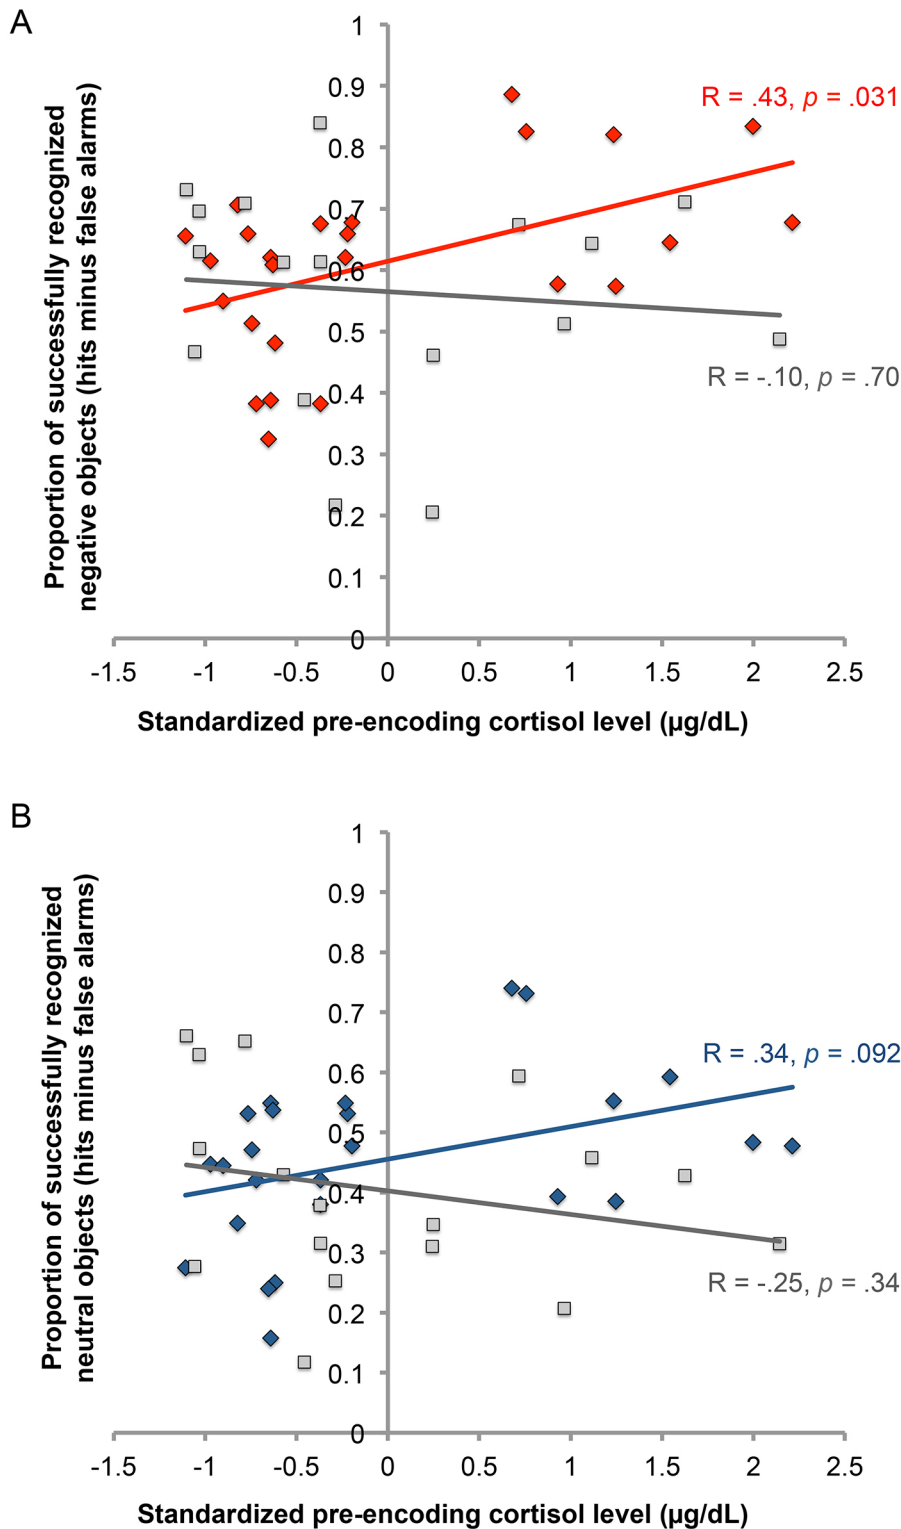 A
Proportion of successfully recognized
negative objects (hits minus false alarms)
1
0.9
0.8
0.7
0.6
0.5
0.4
0.3
0.2
0.1
0
R = .43, p = .031
R = -.10, p = .70
-1.5 -1 -0.5 0 0.5 1 1.5 2 2.5
Standardized pre-encoding cortisol level (µg/dL)
B
Proportion of successfully recognized
neutral objects (hits minus false alarms)
1
0.9
0.8
0.7
0.6
0.5
0.4
0.3
0.2
0.1
0
R = .34, p = .092
R = -.25, p = .34
-1.5 -1 -0.5 0 0.5 1 1.5 2 2.5
Standardized pre-encoding cortisol level (µg/dL)